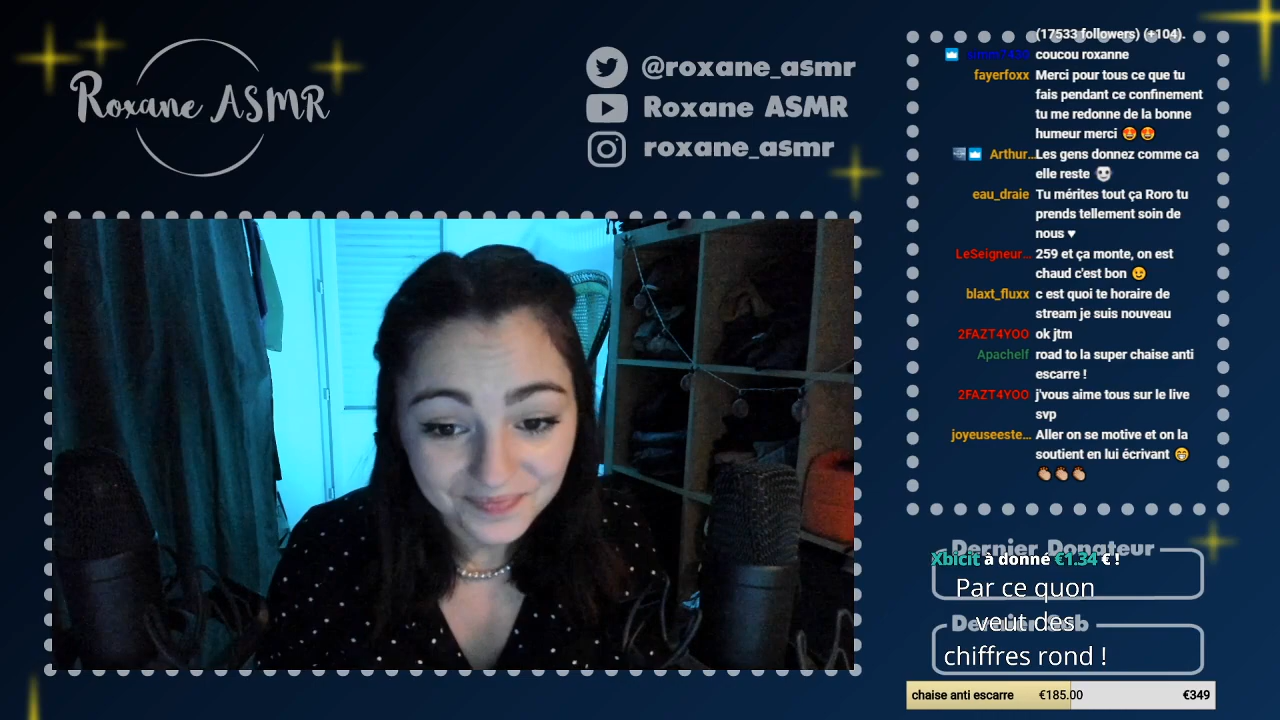 Roxane ASMR
@roxane_asmr
Roxane ASMR
roxane_asmr
(17533 followers) (+104).
coucou roxanne
fayerfoxx Merci pour tous ce que tu
fais pendant ce confinement
tu me redonne de la bonne
humeur merci 🤩 🤩
Arthur... Les gens donnez comme ca
elle reste
eau_draie Tu mérites tout ça Roro tu
prends tellement soin de
nous ♥
LeSeigneur... 259 et ça monte, on est
chaud c'est bon 😉
blaxt_fluxx c est quoi te horaire de
stream je suis nouveau
2FAZT4YOO ok jtm
Apachelf road to la super chaise anti
escarre !
2FAZT4YOO j'vous aime tous sur le live
svp
joyeuseeste... Aller on se motive et on la
soutient en lui écrivant 😁
👏👏👏
Dernier Donateur
Xbicit à donné €1.34 € !
Par ce quon
veut des
Dernier Sub
chiffres rond !
chaise anti escarre €185.00 €349